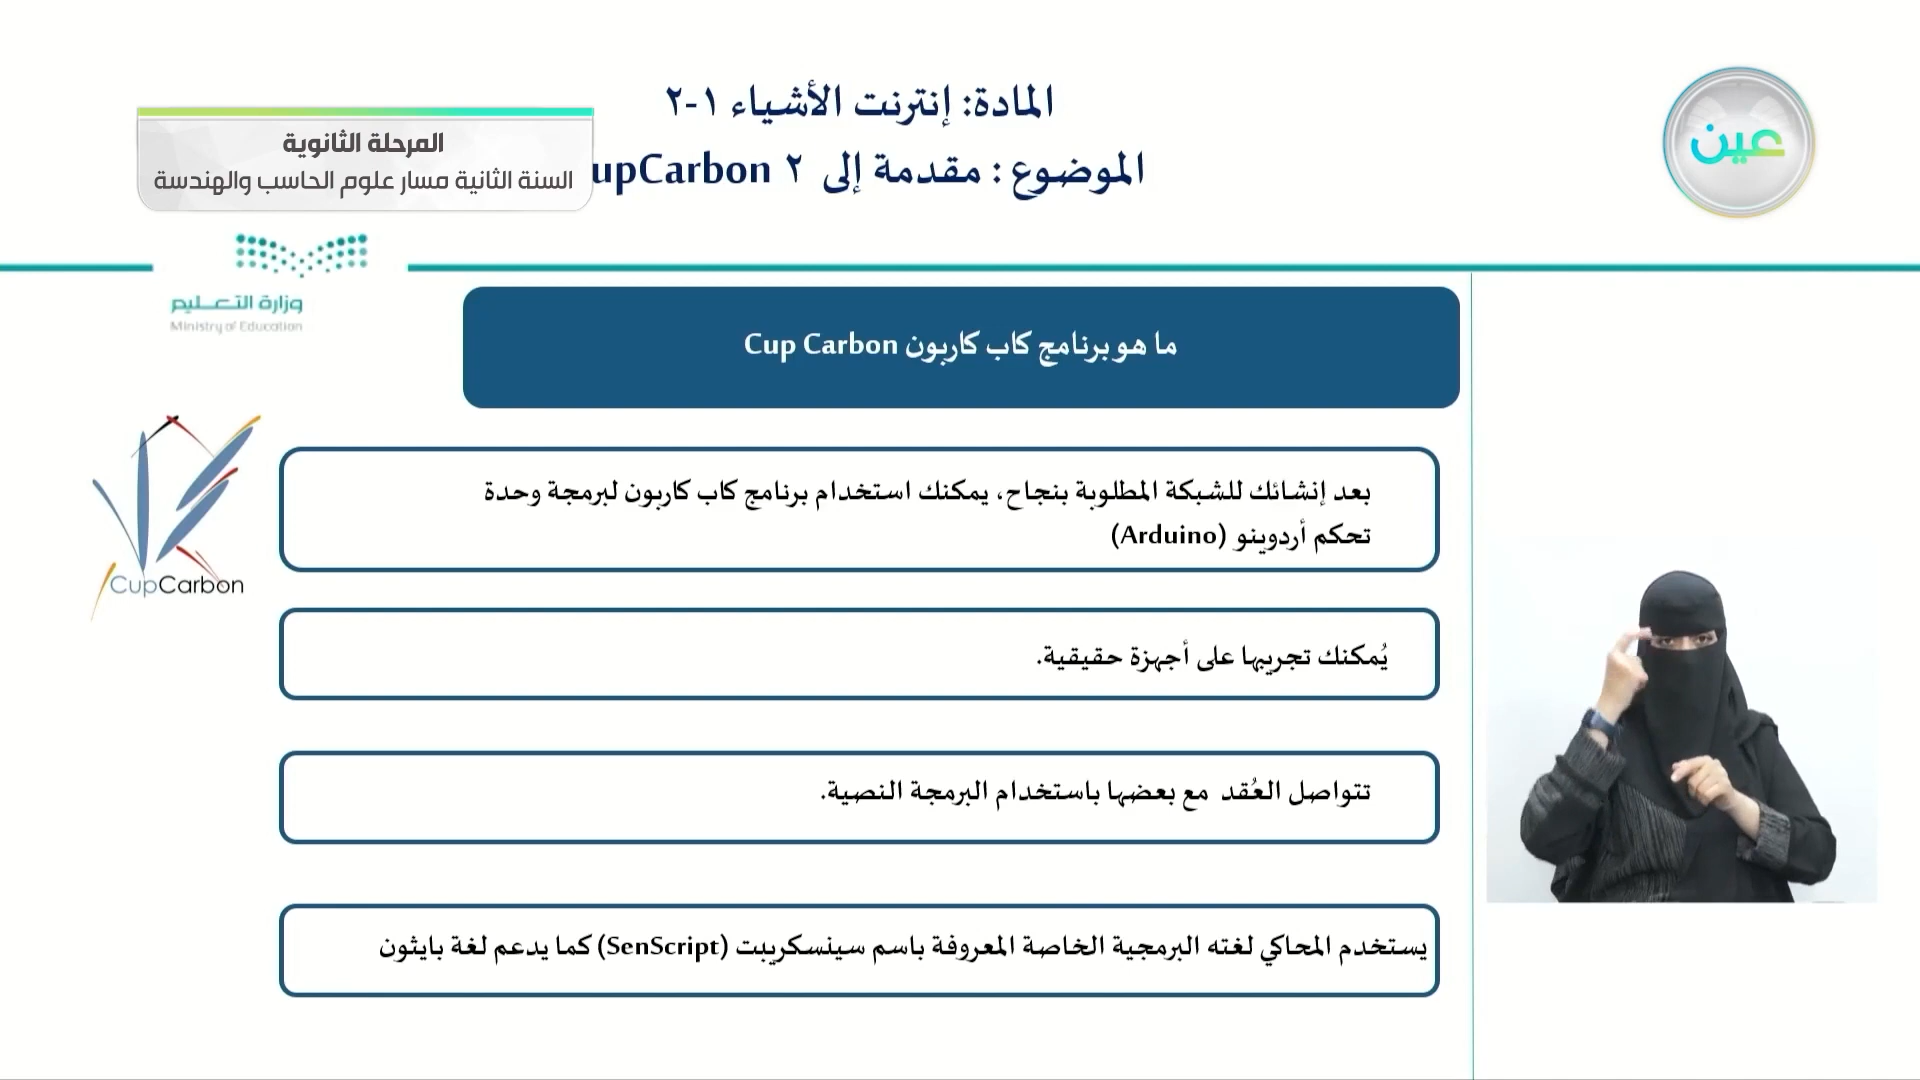 المادة: إنترنت الأشياء ١-٢
الموضوع : مقدمة إلى ٢ upCarbon
المرحلة الثانوية
السنة الثانية مسار علوم الحاسب والهندسة
عين
وزارة التعليم
Ministry of Education
ما هو برنامج كاب كاربون Cup Carbon
CupCarbon
بعد إنشائك للشبكة المطلوبة بنجاح، يمكنك استخدام برنامج كاب كاربون لبرمجة وحدة
تحكم أردوينو (Arduino)
يُمكنك تجريبها على أجهزة حقيقية.
تتواصل العُقد مع بعضها باستخدام البرمجة النصية.
يستخدم المحاكي لغته البرمجية الخاصة المعروفة باسم سينسكريبت (SenScript) كما يدعم لغة بايثون